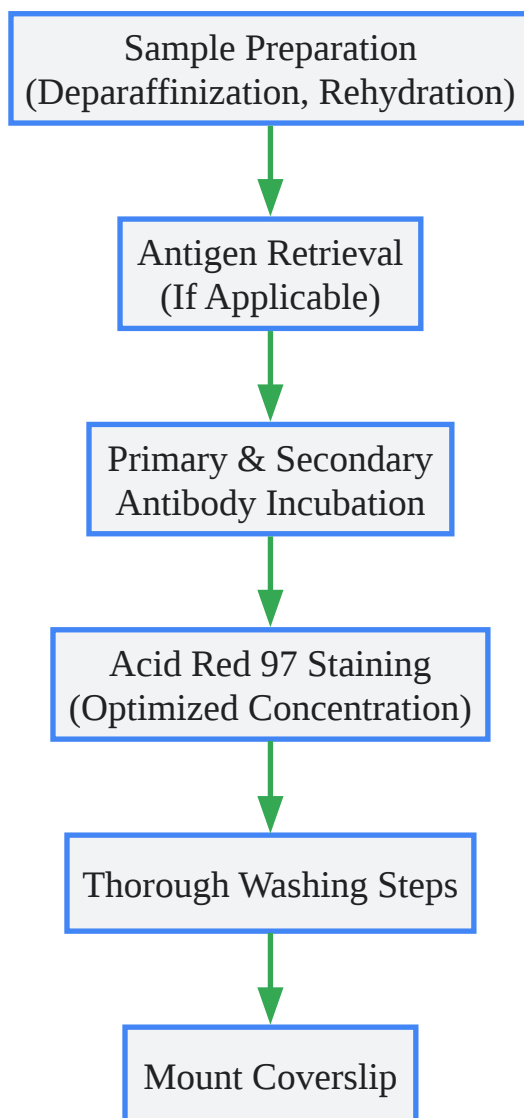 Sample Preparation
(Deparaffinization, Rehydration)
Antigen Retrieval
(If Applicable)
Primary & Secondary
Antibody Incubation
Acid Red 97 Staining
(Optimized Concentration)
Thorough Washing Steps
Mount Coverslip